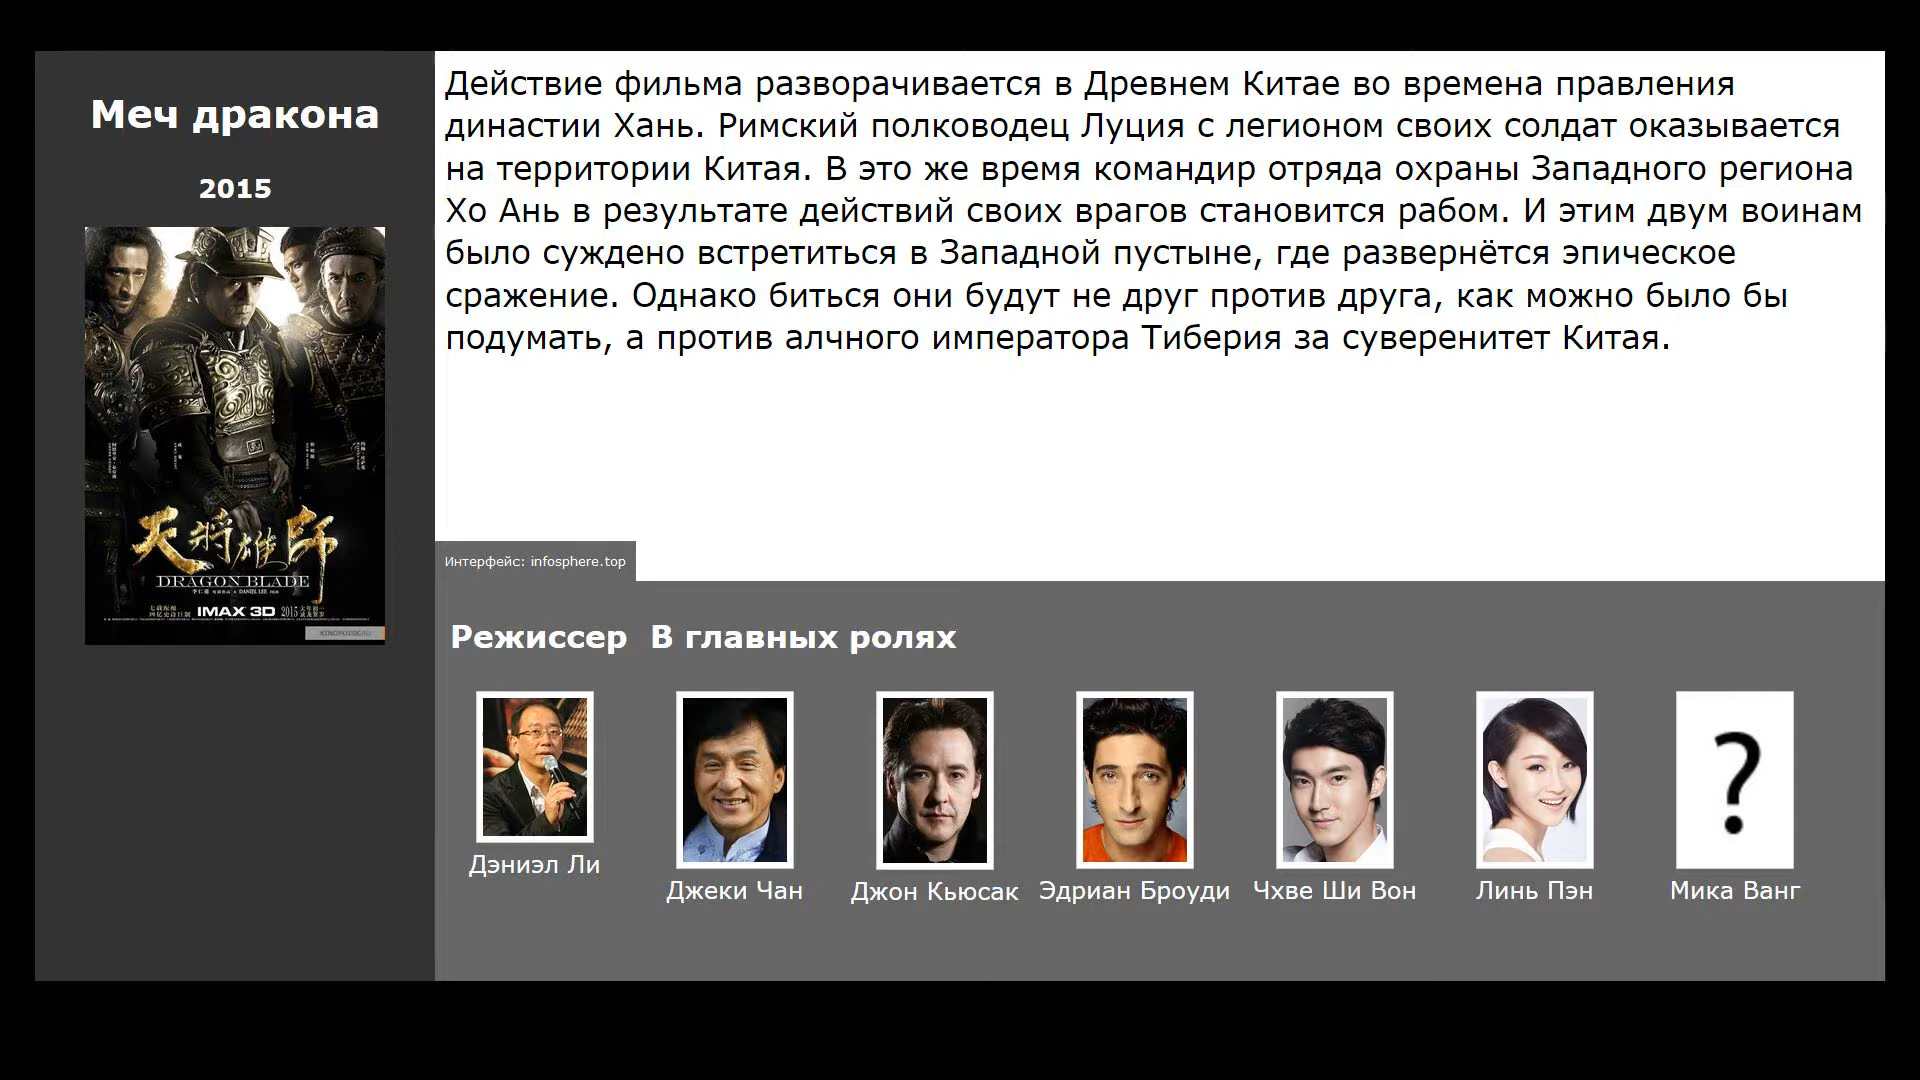 Меч дракона
2015
天將雄師
DRAGON BLADE
IMAX 3D
KINOPOISK.RU
Действие фильма разворачивается в Древнем Китае во времена правления
династии Хань. Римский полководец Луция с легионом своих солдат оказывается
на территории Китая. В это же время командир отряда охраны Западного региона
Хо Ань в результате действий своих врагов становится рабом. И этим двум воинам
было суждено встретиться в Западной пустыне, где развернётся эпическое
сражение. Однако биться они будут не друг против друга, как можно было бы
подумать, а против алчного императора Тиберия за суверенитет Китая.
Интерфейс: infosphere.top
Режиссер В главных ролях
?
Дэниэл Ли
Джеки Чан Джон Кьюсак Эдриан Броуди Чхве Ши Вон Линь Пэн Мика Ванг